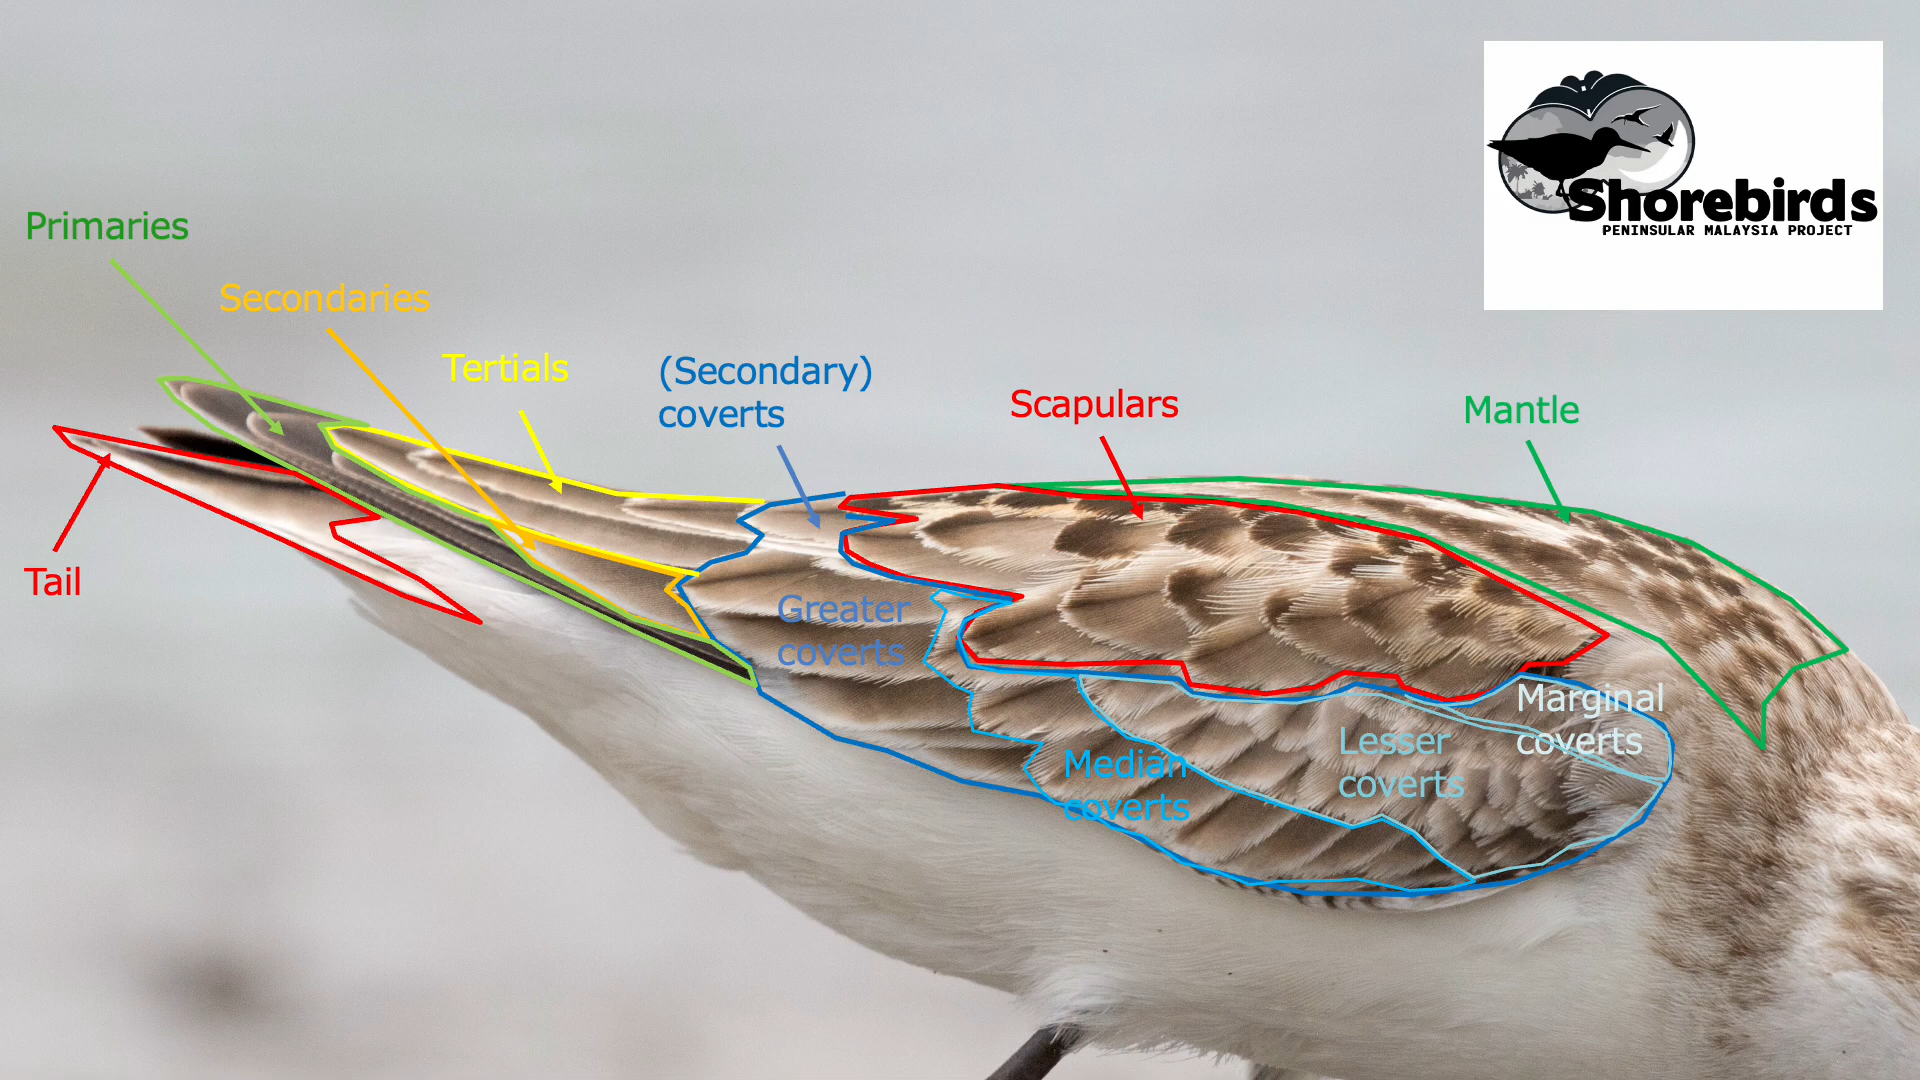 Shorebirds
PENINSULAR MALAYSIA PROJECT
Primaries
Secondaries
Tertials
(Secondary)
coverts
Scapulars
Mantle
Tail
Greater
coverts
Marginal
coverts
Lesser
coverts
Median
coverts